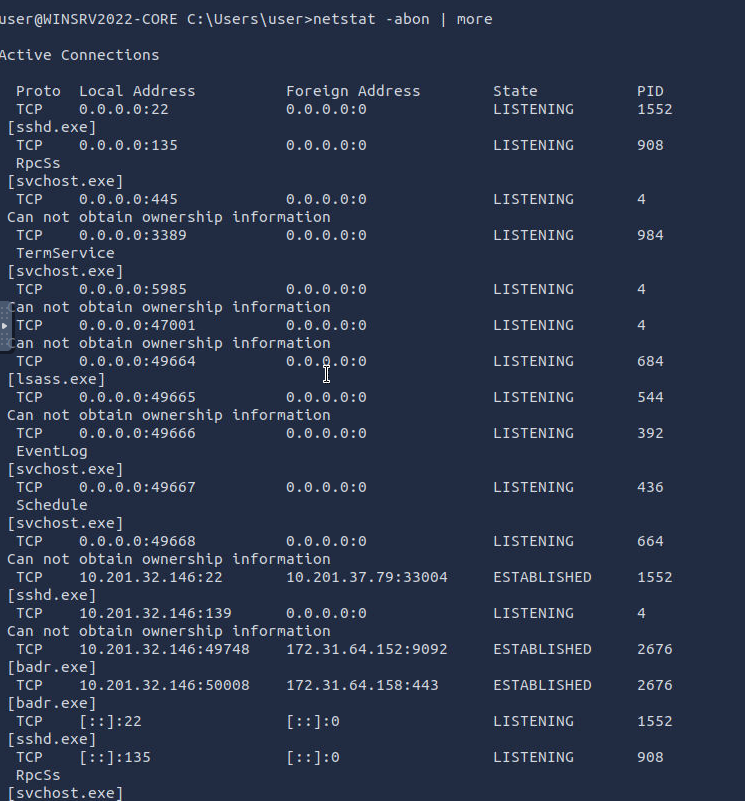 user@WINSRV2022-CORE C:\Users\user>netstat -abon | more
Active Connections
Proto Local Address Foreign Address State PID
TCP 0.0.0.0:22 0.0.0.0:0 LISTENING 1552
[sshd.exe]
TCP 0.0.0.0:135 0.0.0.0:0 LISTENING 908
RpcSs
[svchost.exe]
TCP 0.0.0.0:445 0.0.0.0:0 LISTENING 4
Can not obtain ownership information
TCP 0.0.0.0:3389 0.0.0.0:0 LISTENING 984
TermService
[svchost.exe]
TCP 0.0.0.0:5985 0.0.0.0:0 LISTENING 4
Can not obtain ownership information
TCP 0.0.0.0:47001 0.0.0.0:0 LISTENING 4
Can not obtain ownership information
TCP 0.0.0.0:49664 0.0.0.0:0 LISTENING 684
[lsass.exe]
TCP 0.0.0.0:49665 0.0.0.0:0 LISTENING 544
Can not obtain ownership information
TCP 0.0.0.0:49666 0.0.0.0:0 LISTENING 392
EventLog
[svchost.exe]
TCP 0.0.0.0:49667 0.0.0.0:0 LISTENING 436
Schedule
[svchost.exe]
TCP 0.0.0.0:49668 0.0.0.0:0 LISTENING 664
Can not obtain ownership information
TCP 10.201.32.146:22 10.201.37.79:33004 ESTABLISHED 1552
[sshd.exe]
TCP 10.201.32.146:139 0.0.0.0:0 LISTENING 4
Can not obtain ownership information
TCP 10.201.32.146:49748 172.31.64.152:9092 ESTABLISHED 2676
[badr.exe]
TCP 10.201.32.146:50008 172.31.64.158:443 ESTABLISHED 2676
[badr.exe]
TCP [::]:22 [::]:0 LISTENING 1552
[sshd.exe]
TCP [::]:135 [::]:0 LISTENING 908
RpcSs
[svchost.exe]